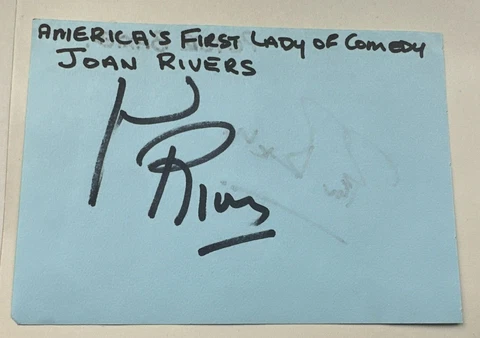 AMERICA'S FIRST LADY OF COMEDY
JOAN RIVERS
Rivers